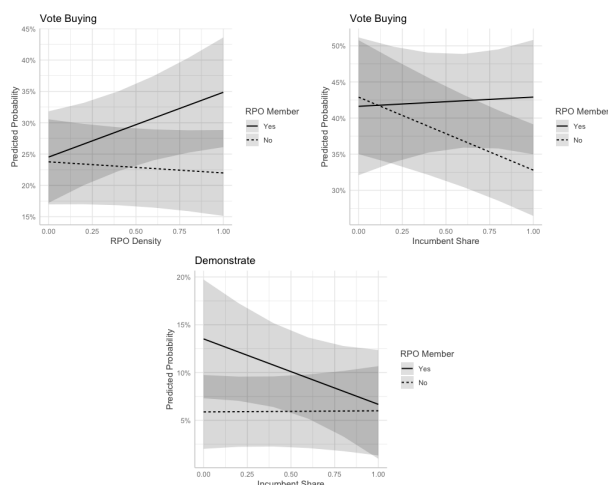 Vote Buying
45%
40%
35%
30%
25%
20%
15%
Predicted Probability
0.00 0.25 0.50 0.75 1.00
RPO Density
RPO Member
Yes
No
Vote Buying
50%
45%
40%
35%
30%
Predicted Probability
0.00 0.25 0.50 0.75 1.00
Incumbent Share
RPO Member
Yes
No
Demonstrate
20%
15%
10%
5%
Predicted Probability
0.00 0.25 0.50 0.75 1.00
Incumbent Share
RPO Member
Yes
No